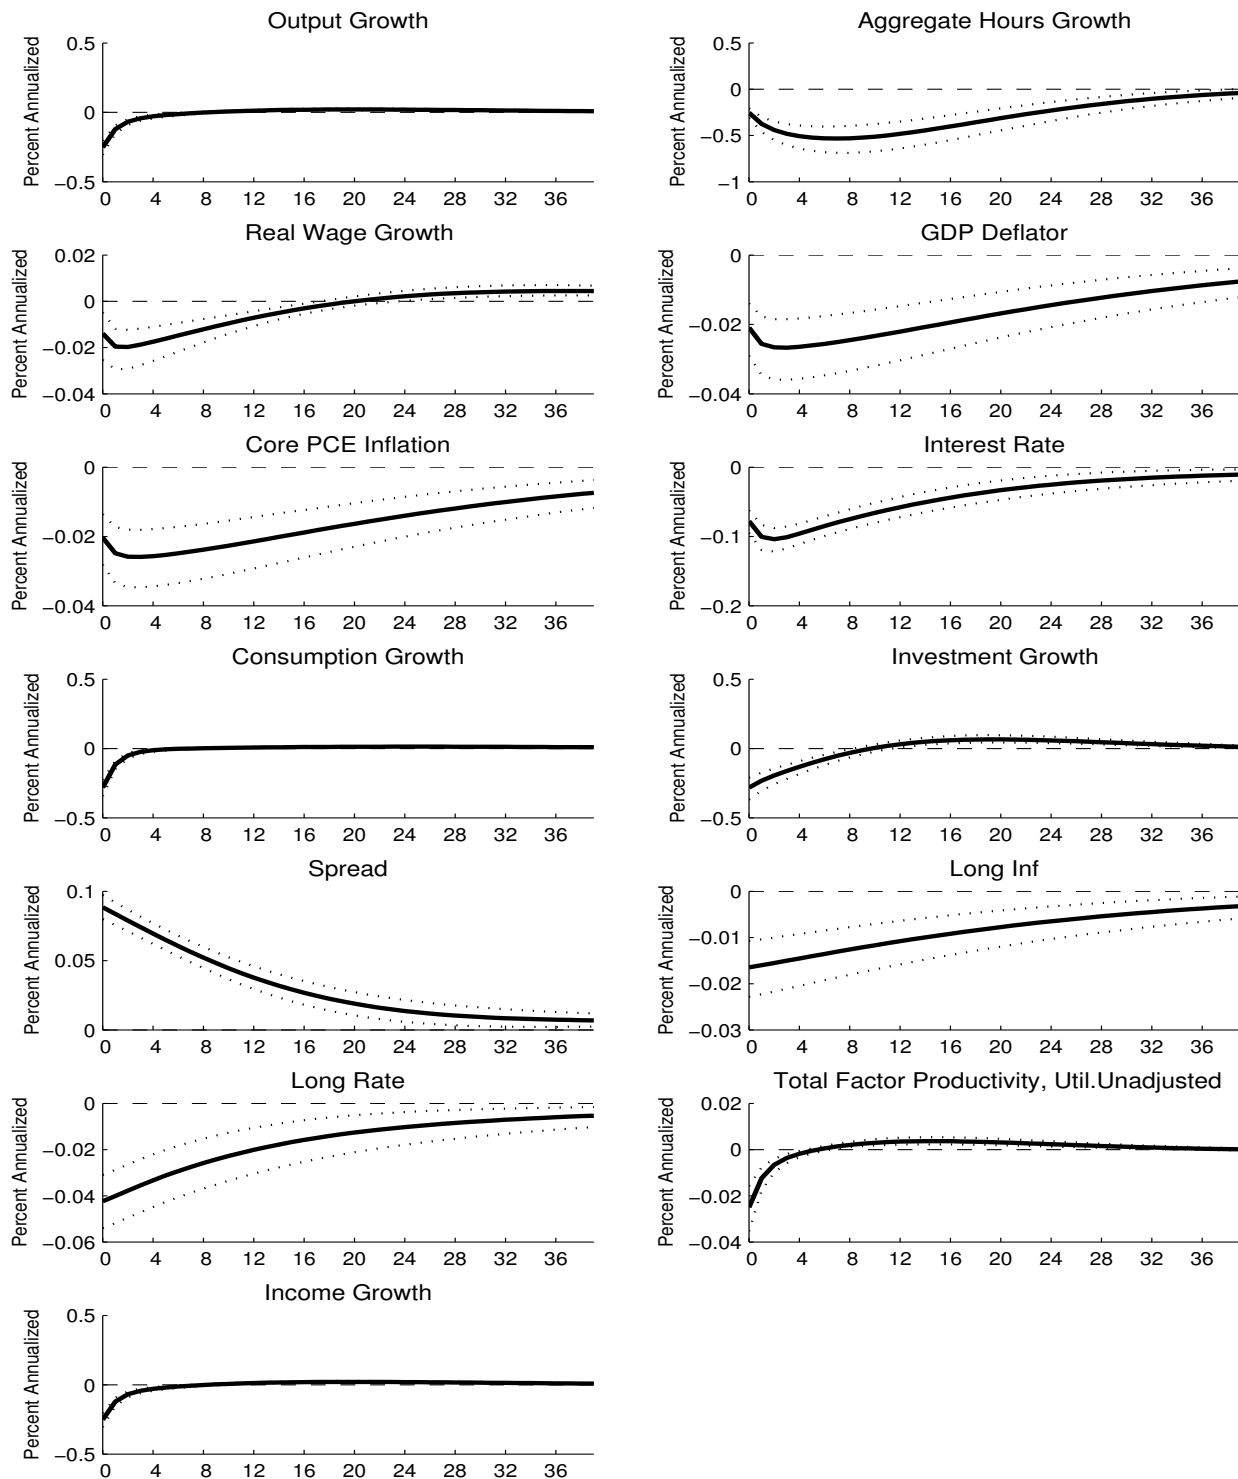 Output Growth
Percent Annualized
0.5
0
−0.5
0 4 8 12 16 20 24 28 32 36
Aggregate Hours Growth
Percent Annualized
0
−0.5
−1
0 4 8 12 16 20 24 28 32 36
Real Wage Growth
Percent Annualized
0.02
0
−0.02
−0.04
0 4 8 12 16 20 24 28 32 36
GDP Deflator
Percent Annualized
0
−0.02
−0.04
0 4 8 12 16 20 24 28 32 36
Core PCE Inflation
Percent Annualized
0
−0.02
−0.04
0 4 8 12 16 20 24 28 32 36
Interest Rate
Percent Annualized
0
−0.1
−0.2
0 4 8 12 16 20 24 28 32 36
Consumption Growth
Percent Annualized
0.5
0
−0.5
0 4 8 12 16 20 24 28 32 36
Investment Growth
Percent Annualized
0.5
0
−0.5
0 4 8 12 16 20 24 28 32 36
Spread
Percent Annualized
0.1
0.05
0
0 4 8 12 16 20 24 28 32 36
Long Inf
Percent Annualized
0
−0.01
−0.02
−0.03
0 4 8 12 16 20 24 28 32 36
Long Rate
Percent Annualized
0
−0.02
−0.04
−0.06
0 4 8 12 16 20 24 28 32 36
Total Factor Productivity, Util.Unadjusted
Percent Annualized
0.02
0
−0.02
−0.04
0 4 8 12 16 20 24 28 32 36
Income Growth
Percent Annualized
0.5
0
−0.5
0 4 8 12 16 20 24 28 32 36